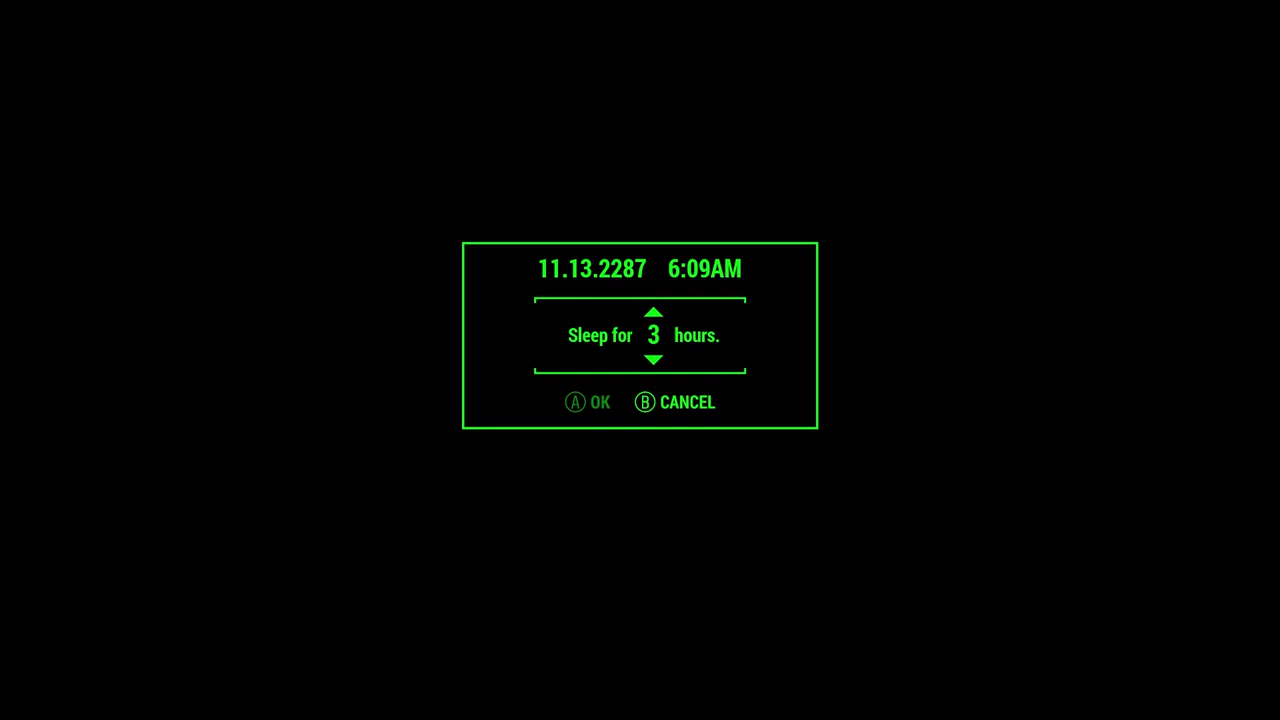 11.13.2287 6:09AM
Sleep for 3 hours.
Ⓐ OK Ⓑ CANCEL